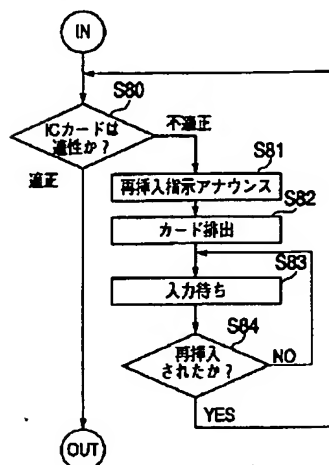 IN
S80
ICカードは
適性か？
不適正
適正
S81
再挿入指示アナウンス
S82
カード排出
S83
入力待ち
S84
再挿入
されたか？
NO
YES
OUT